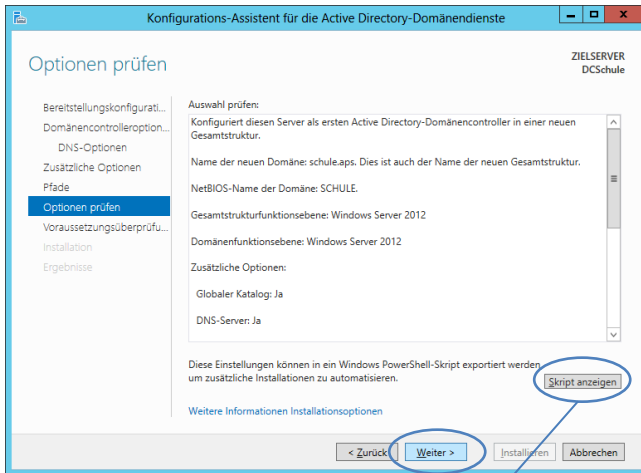 Konfigurations-Assistent für die Active Directory-Domänendienste
Optionen prüfen
ZIELSERVER
DCSchule
Bereitstellungskonfigurati...
Domänencontrolleroption...
DNS-Optionen
Zusätzliche Optionen
Pfade
Optionen prüfen
Voraussetzungsüberprüfu...
Installation
Ergebnisse
Auswahl prüfen:
Konfiguriert diesen Server als ersten Active Directory-Domänencontroller in einer neuen
Gesamtstruktur.
Name der neuen Domäne: schule.aps. Dies ist auch der Name der neuen Gesamtstruktur.
NetBIOS-Name der Domäne: SCHULE.
Gesamtstrukturfunktionsebene: Windows Server 2012
Domänenfunktionsebene: Windows Server 2012
Zusätzliche Optionen:
Globaler Katalog: Ja
DNS-Server: Ja
Diese Einstellungen können in ein Windows PowerShell-Skript exportiert werden,
um zusätzliche Installationen zu automatisieren.
Skript anzeigen
Weitere Informationen Installationsoptionen
< Zurück
Weiter >
Installieren
Abbrechen